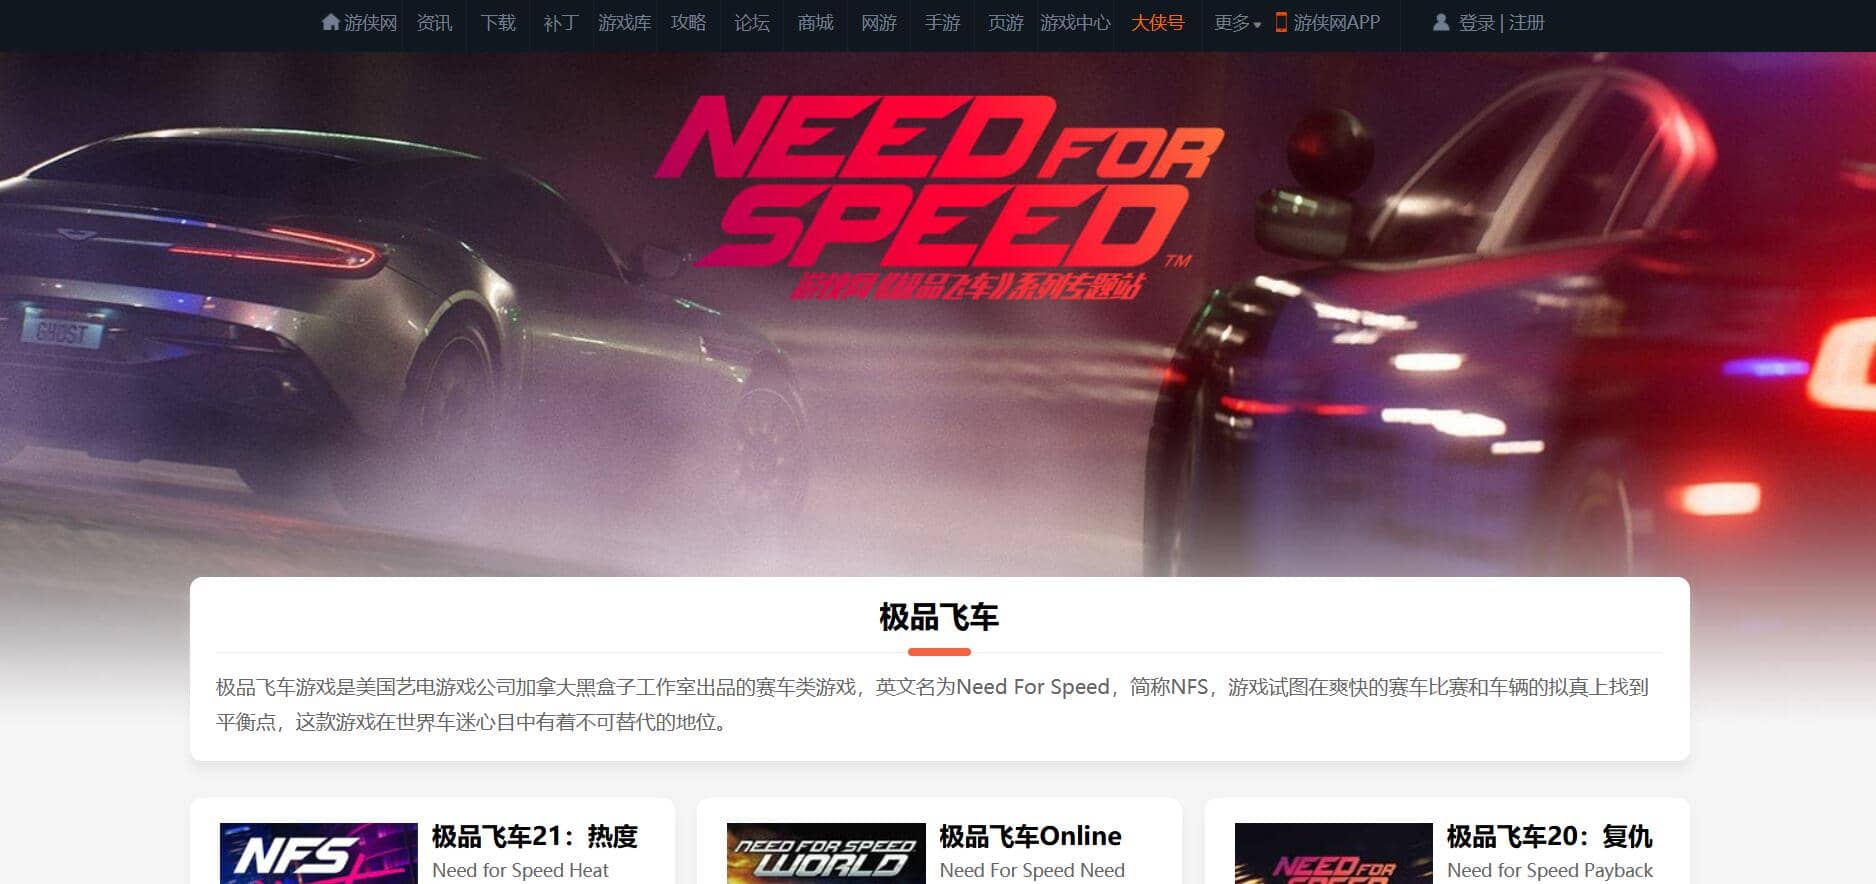 游侠网 资讯 下载 补丁 游戏库 攻略 论坛 商城 网游 手游 页游 游戏中心 大侠号 更多 游侠网APP 登录 | 注册
NEED FOR
SPEED™
游侠网《极品飞车》系列专题站
GHOST
极品飞车
极品飞车游戏是美国艺电游戏公司加拿大黑盒子工作室出品的赛车类游戏，英文名为Need For Speed，简称NFS，游戏试图在爽快的赛车比赛和车辆的拟真上找到
平衡点，这款游戏在世界车迷心目中有着不可替代的地位。
NFS
极品飞车21：热度
Need for Speed Heat
NEED FOR SPEED
WORLD
极品飞车Online
Need For Speed Need
NEED FOR
SPEED
极品飞车20：复仇
Need for Speed Payback